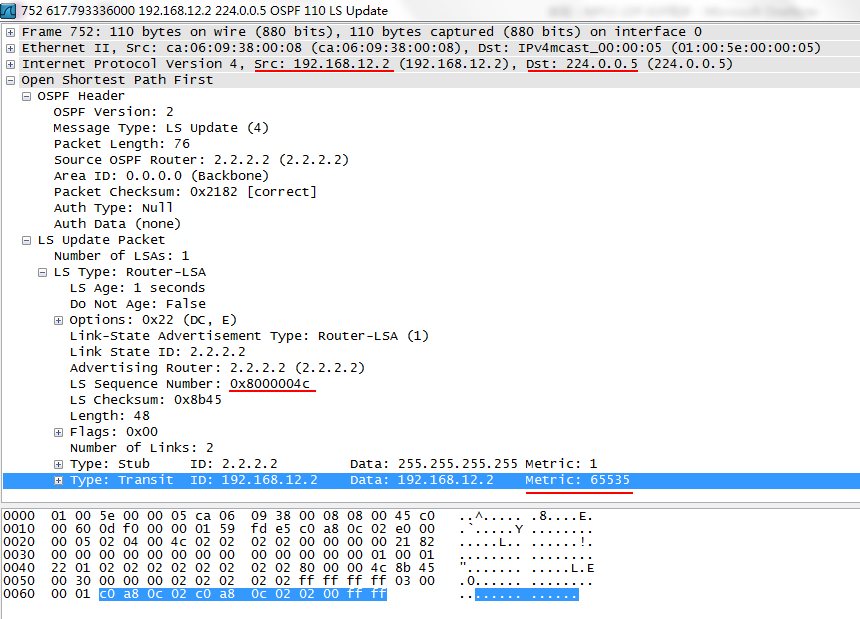 752 617.793336000 192.168.12.2 224.0.0.5 OSPF 110 LS Update
Frame 752: 110 bytes on wire (880 bits), 110 bytes captured (880 bits) on interface 0
Ethernet II, Src: ca:06:09:38:00:08 (ca:06:09:38:00:08), Dst: IPv4mcast_00:00:05 (01:00:5e:00:00:05)
Internet Protocol Version 4, Src: 192.168.12.2 (192.168.12.2), Dst: 224.0.0.5 (224.0.0.5)
Open Shortest Path First
OSPF Header
OSPF Version: 2
Message Type: LS Update (4)
Packet Length: 76
Source OSPF Router: 2.2.2.2 (2.2.2.2)
Area ID: 0.0.0.0 (Backbone)
Packet Checksum: 0x2182 [correct]
Auth Type: Null
Auth Data (none)
LS Update Packet
Number of LSAs: 1
LS Type: Router-LSA
LS Age: 1 seconds
Do Not Age: False
Options: 0x22 (DC, E)
Link-State Advertisement Type: Router-LSA (1)
Link State ID: 2.2.2.2
Advertising Router: 2.2.2.2 (2.2.2.2)
LS Sequence Number: 0x8000004c
LS Checksum: 0x8b45
Length: 48
Flags: 0x00
Number of Links: 2
Type: Stub ID: 2.2.2.2 Data: 255.255.255.255 Metric: 1
Type: Transit ID: 192.168.12.2 Data: 192.168.12.2 Metric: 65535
0000 01 00 5e 00 00 05 ca 06 09 38 00 08 08 00 45 c0 ..^..... .8....E.
0010 00 60 0d f0 00 00 01 59 fd e5 c0 a8 0c 02 e0 00 .`.....Y ........
0020 00 05 02 04 00 4c 02 02 02 02 00 00 00 00 21 82 .....L.. ......!.
0030 00 00 00 00 00 00 00 00 00 00 00 00 00 01 00 01 ........ ........
0040 22 01 02 02 02 02 02 02 02 02 80 00 00 4c 8b 45 "....... .....L.E
0050 00 30 00 00 00 02 02 02 02 02 ff ff ff ff 03 00 .0...... ........
0060 00 01 c0 a8 0c 02 c0 a8 0c 02 02 00 ff ff ........ ......